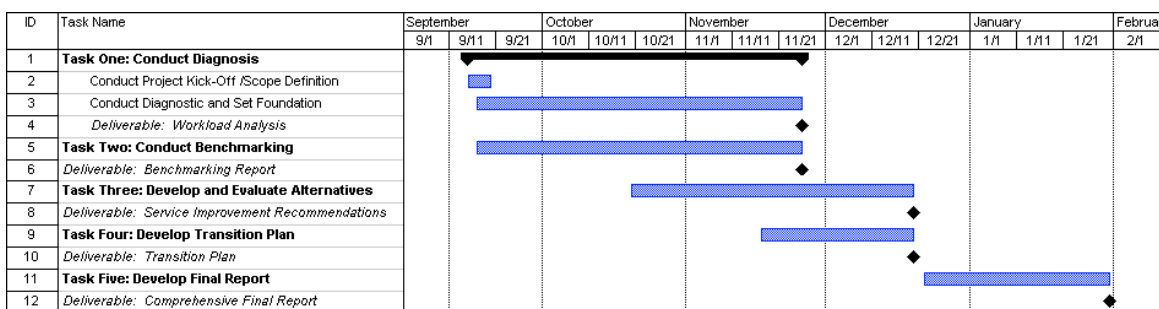 ID Task Name September October November December January Februa
9/1 9/11 9/21 10/1 10/11 10/21 11/1 11/11 11/21 12/1 12/11 12/21 1/1 1/11 1/21 2/1
1 Task One: Conduct Diagnosis
2 Conduct Project Kick-Off /Scope Definition
3 Conduct Diagnostic and Set Foundation
4 Deliverable: Workload Analysis
5 Task Two: Conduct Benchmarking
6 Deliverable: Benchmarking Report
7 Task Three: Develop and Evaluate Alternatives
8 Deliverable: Service Improvement Recommendations
9 Task Four: Develop Transition Plan
10 Deliverable: Transition Plan
11 Task Five: Develop Final Report
12 Deliverable: Comprehensive Final Report